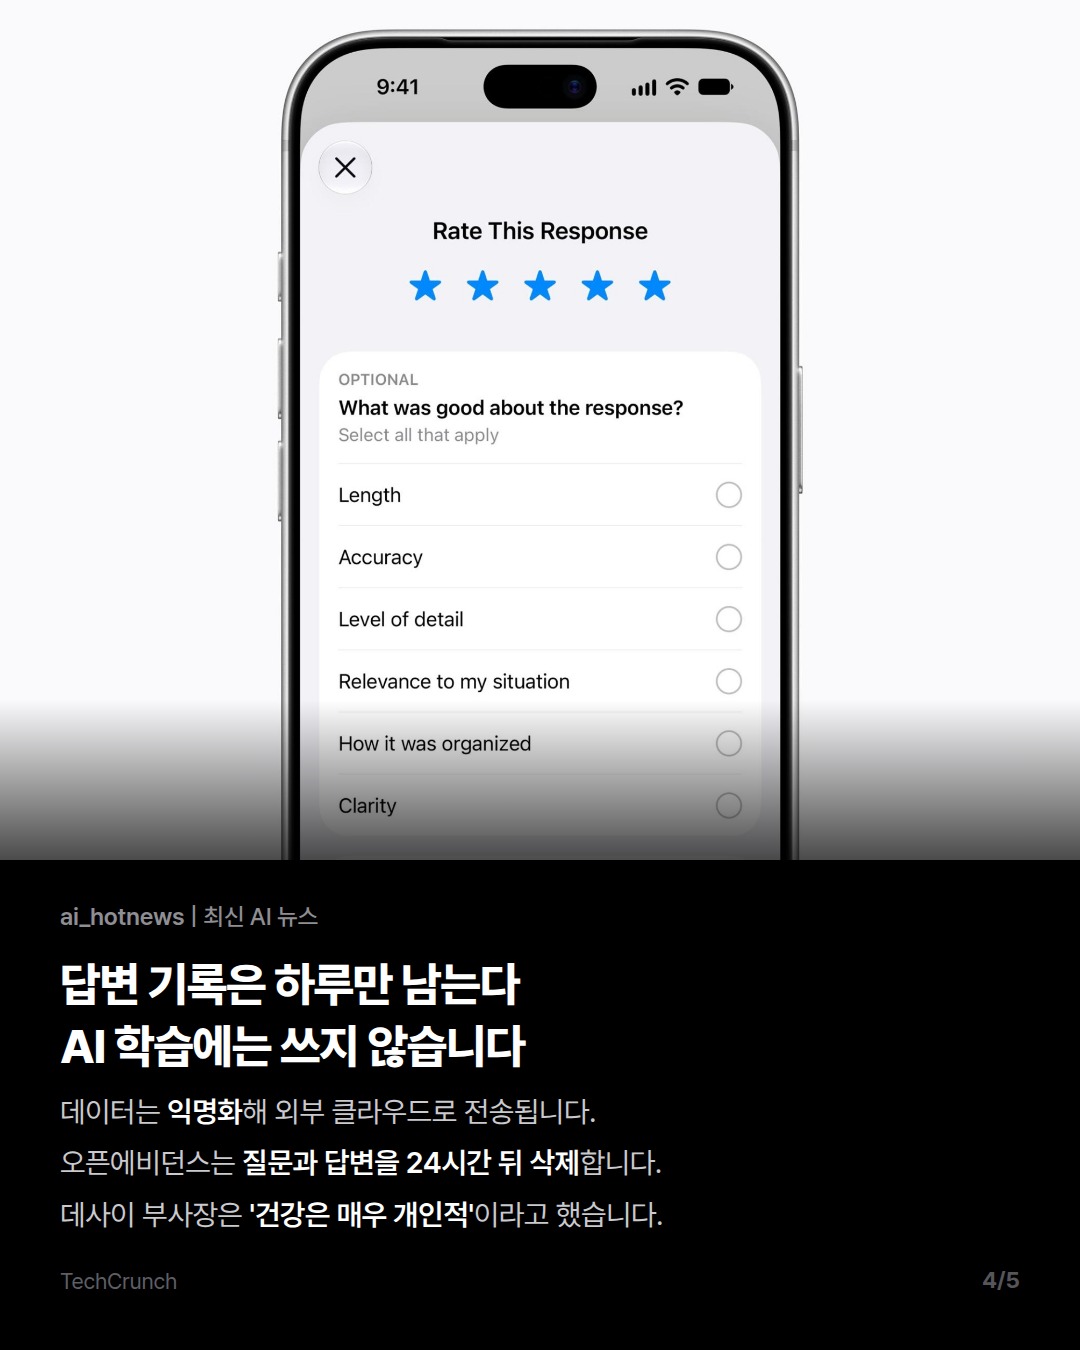 9:41
Rate This Response
OPTIONAL
What was good about the response?
Select all that apply
Length
Accuracy
Level of detail
Relevance to my situation
How it was organized
Clarity
ai_hotnews | 최신 AI 뉴스
답변 기록은 하루만 남는다
AI 학습에는 쓰지 않습니다
데이터는 익명화해 외부 클라우드로 전송됩니다.
오픈에비던스는 질문과 답변을 24시간 뒤 삭제합니다.
데사이 부사장은 '건강은 매우 개인적'이라고 했습니다.
TechCrunch
4/5